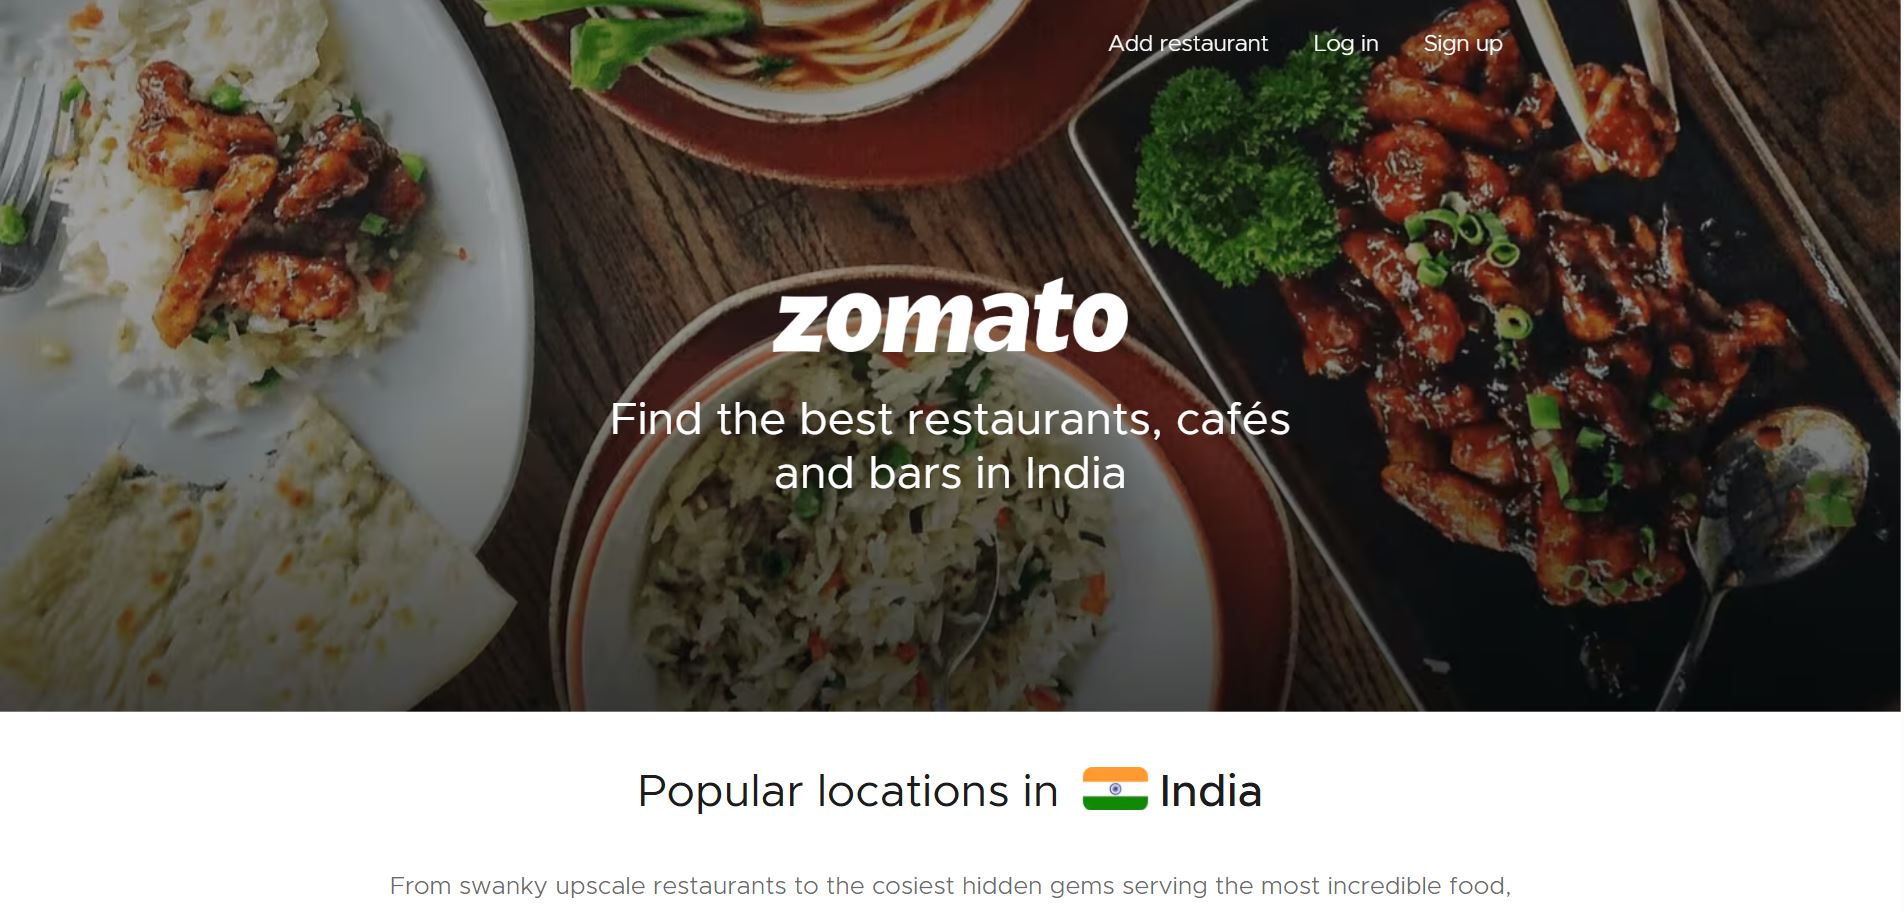 Add restaurant Log in Sign up
zomato
Find the best restaurants, cafés
and bars in India
Popular locations in India
From swanky upscale restaurants to the cosiest hidden gems serving the most incredible food,